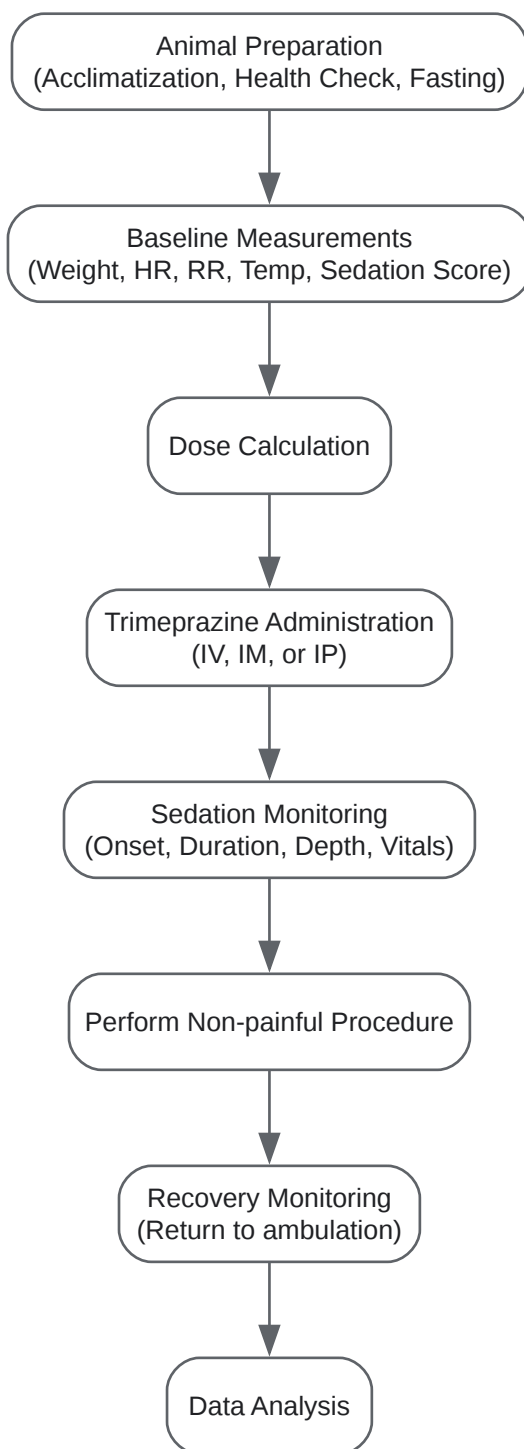 Animal Preparation
(Acclimatization, Health Check, Fasting)
Baseline Measurements
(Weight, HR, RR, Temp, Sedation Score)
Dose Calculation
Trimeprazine Administration
(IV, IM, or IP)
Sedation Monitoring
(Onset, Duration, Depth, Vitals)
Perform Non-painful Procedure
Recovery Monitoring
(Return to ambulation)
Data Analysis